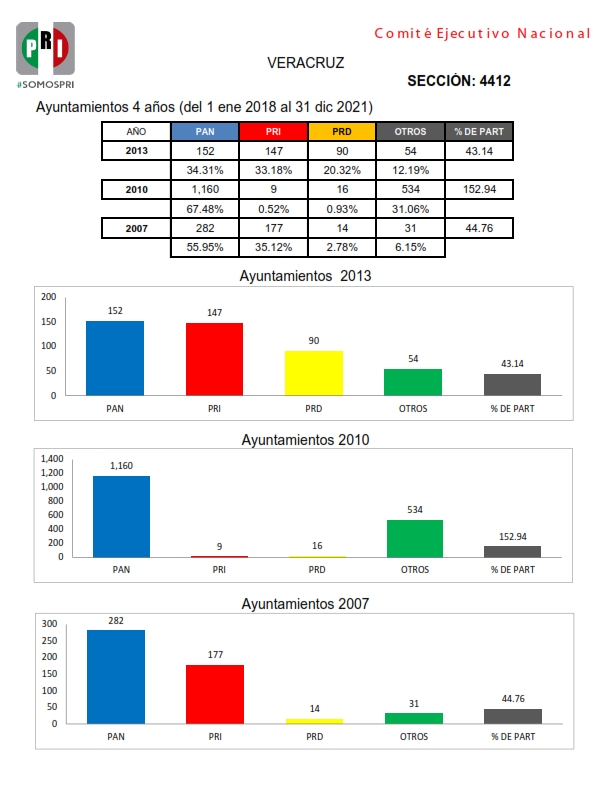 Comité Ejecutivo Nacional
PRI
#SOMOSPRI
VERACRUZ
SECCIÓN: 4412
Ayuntamientos 4 años (del 1 ene 2018 al 31 dic 2021)
AÑO PAN PRI PRD OTROS % DE PART
2013 152 147 90 54 43.14
34.31% 33.18% 20.32% 12.19%
2010 1,160 9 16 534 152.94
67.48% 0.52% 0.93% 31.06%
2007 282 177 14 31 44.76
55.95% 35.12% 2.78% 6.15%
Ayuntamientos 2013
200
150
100
50
0
152 147 90 54 43.14
PAN PRI PRD OTROS % DE PART
Ayuntamientos 2010
1,400
1,200
1,000
800
600
400
200
0
1,160 9 16 534 152.94
PAN PRI PRD OTROS % DE PART
Ayuntamientos 2007
300
250
200
150
100
50
0
282 177 14 31 44.76
PAN PRI PRD OTROS % DE PART